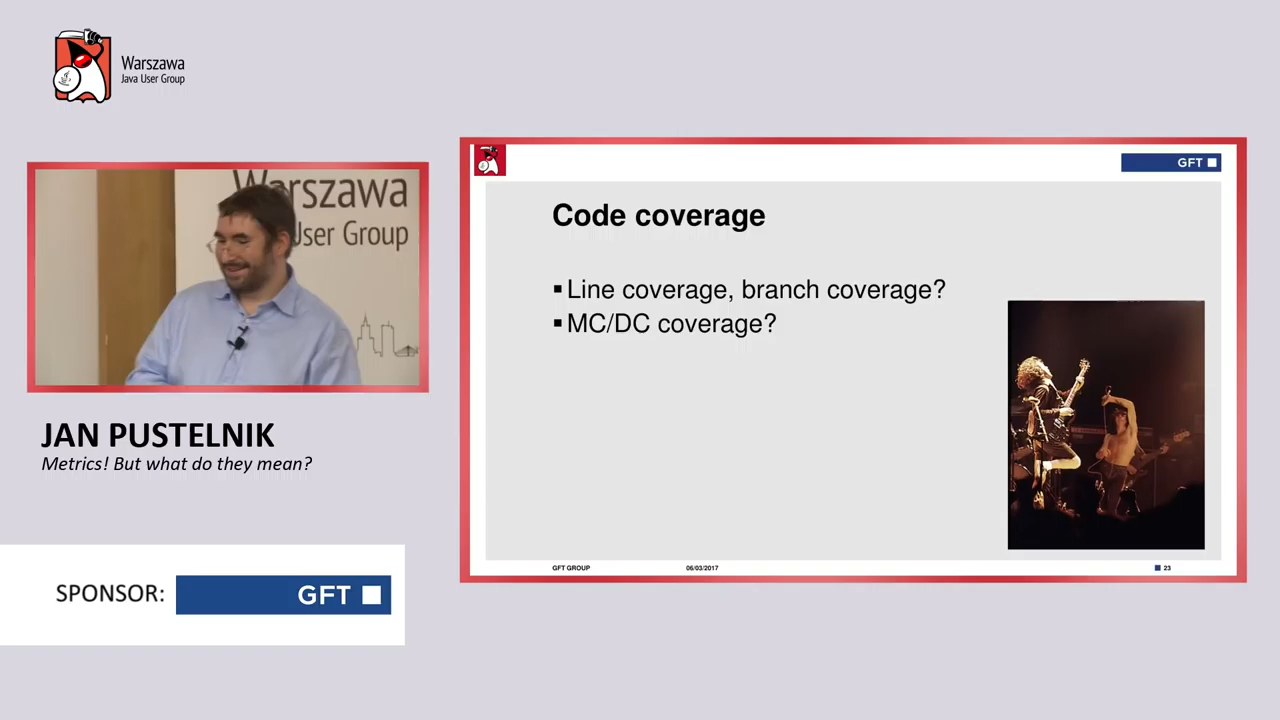 Warszawa
Java User Group
Warszawa
User Group
JAN PUSTELNIK
Metrics! But what do they mean?
SPONSOR:
GFT
GFT
Code coverage
▪Line coverage, branch coverage?
▪MC/DC coverage?
GFT GROUP
06/03/2017
23